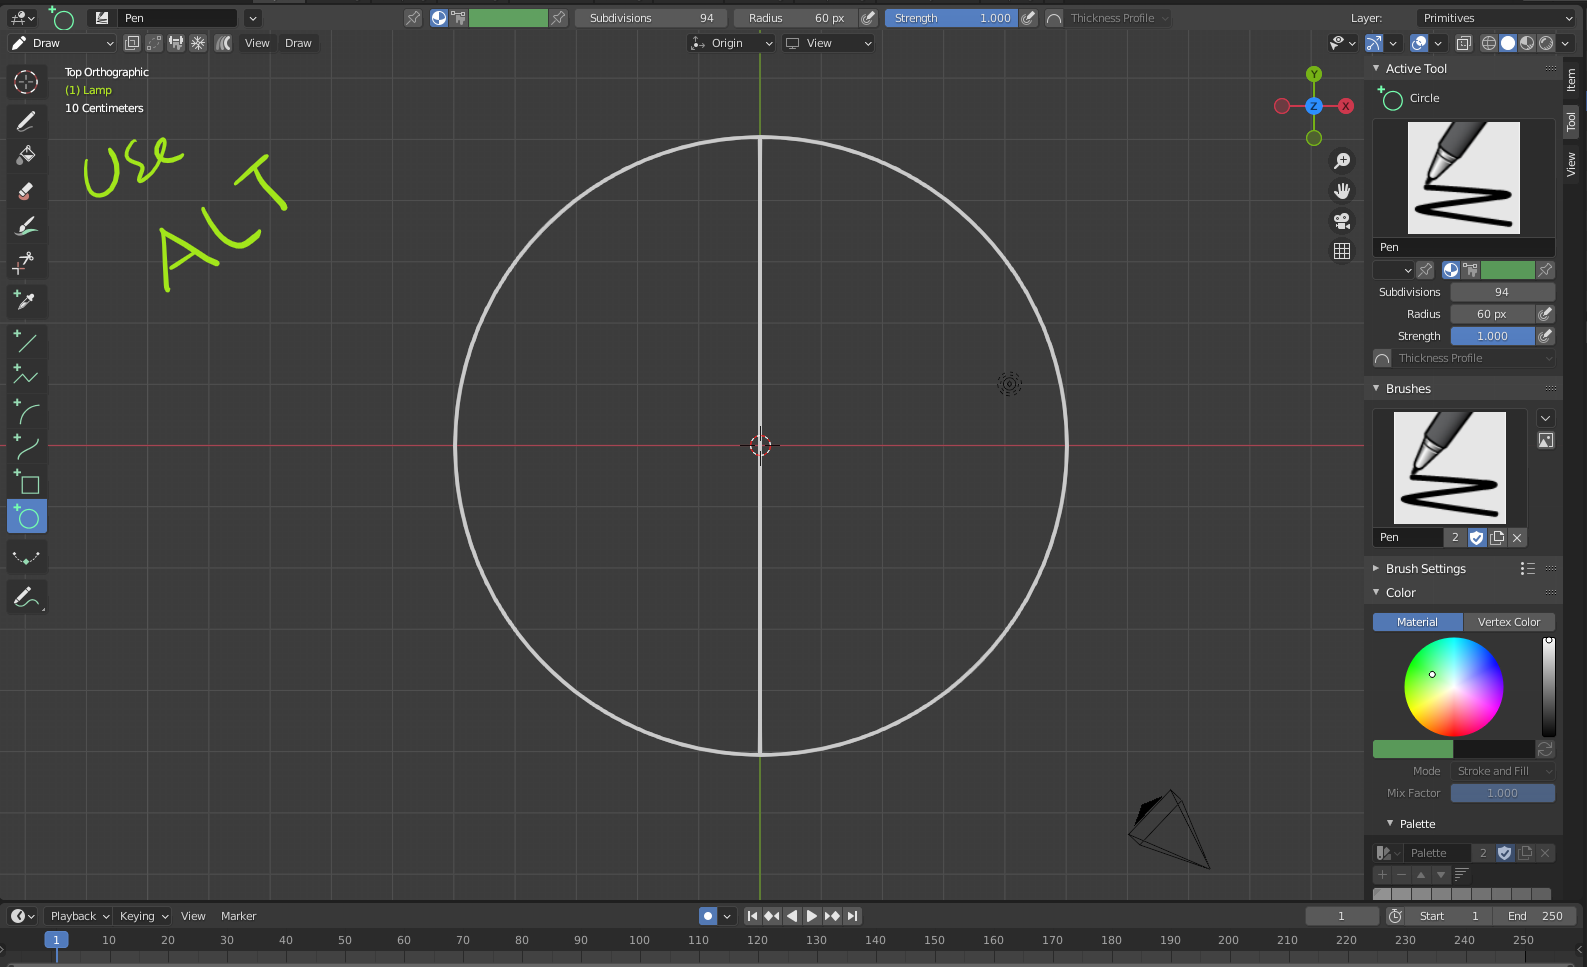 Pen
Subdivisions 94
Radius 60 px
Strength 1.000
Thickness Profile
Layer: Primitives
Draw
View Draw
Origin
View
Top Orthographic
(1) Lamp
10 Centimeters
Use
ALT
Y
Z X
Active Tool
Circle
Pen
Subdivisions 94
Radius 60 px
Strength 1.000
Thickness Profile
Brushes
Pen 2
Brush Settings
Color
Material Vertex Color
Mode Stroke and Fill
Mix Factor 1.000
Palette
Palette 2
Item
Tool
View
Playback Keying View Marker
1 Start 1 End 250
1 10 20 30 40 50 60 70 80 90 100 110 120 130 140 150 160 170 180 190 200 210 220 230 240 250